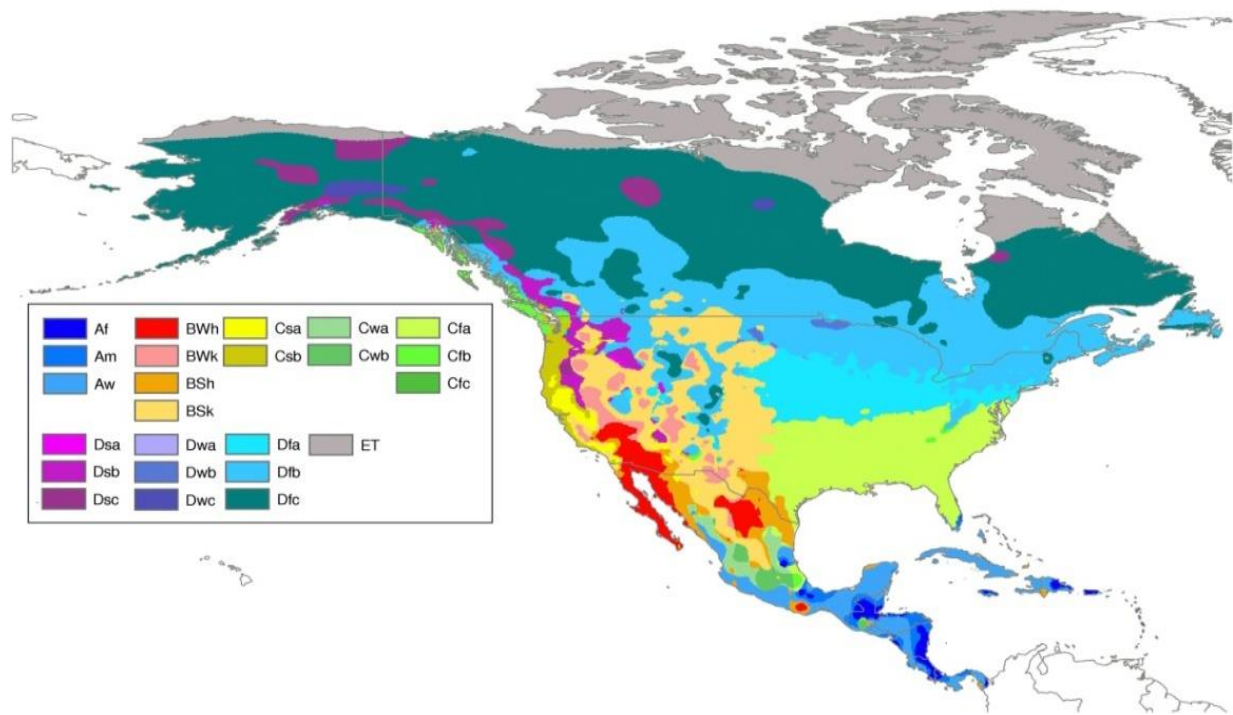 Af BWh Csa Cwa Cfa
Am BWk Csb Cwb Cfb
Aw BSh Cfc
BSk
Dsa Dwa Dfa ET
Dsb Dwb Dfb
Dsc Dwc Dfc